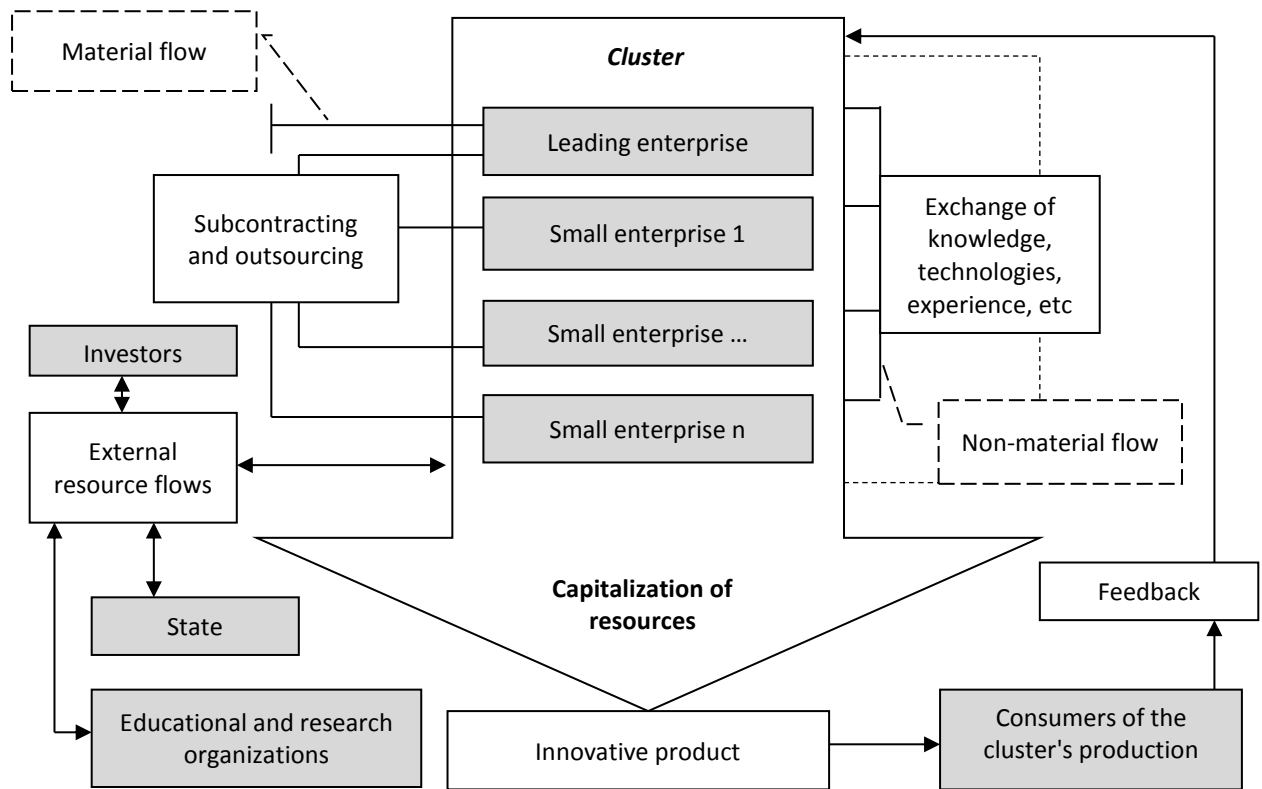 Material flow
Cluster
Leading enterprise
Subcontracting
and outsourcing
Small enterprise 1
Exchange of
knowledge,
technologies,
experience, etc
Small enterprise ...
Investors
Small enterprise n
Non-material flow
External
resource flows
Capitalization of
resources
Feedback
State
Educational and research
organizations
Innovative product
Consumers of the
cluster's production